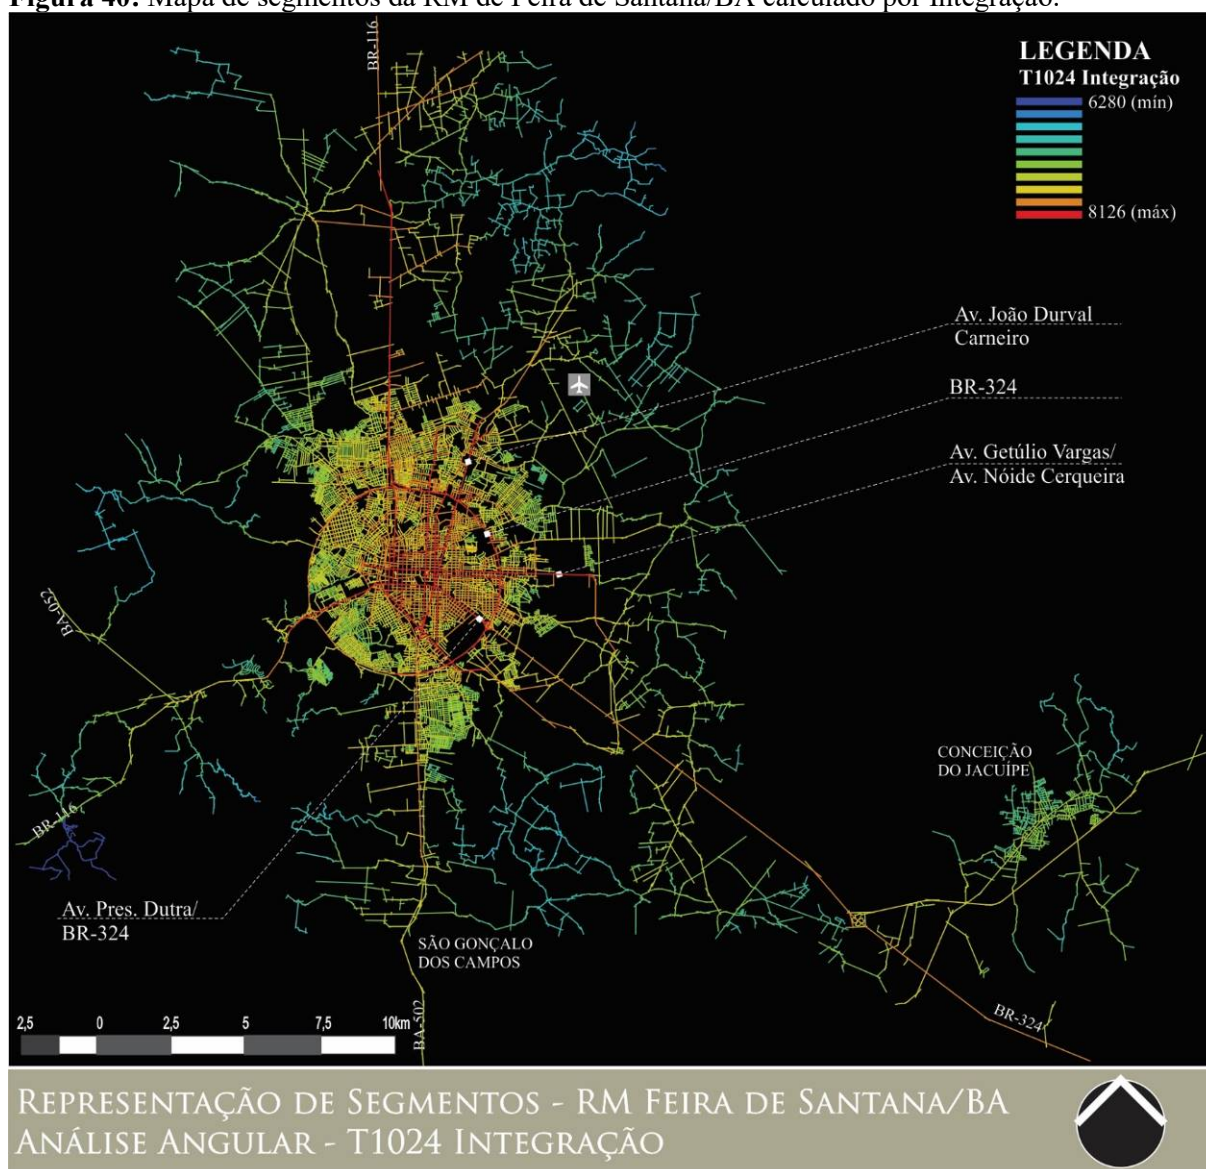 Figura 40: Mapa de segmentos da RM de Feira de Santana/BA calculado por Integração.
BR-116
LEGENDA
T1024 Integração
6280 (mín)
8126 (máx)
Av. João Durval
Carneiro
BR-324
Av. Getúlio Vargas/
Av. Nóide Cerqueira
BA-052
CONCEIÇÃO
DO JACUÍPE
BR-116
Av. Pres. Dutra/
BR-324
SÃO GONÇALO
DOS CAMPOS
BA-502
BR-324
2,5 0 2,5 5 7,5 10km
REPRESENTAÇÃO DE SEGMENTOS - RM FEIRA DE SANTANA/BA
ANÁLISE ANGULAR - T1024 INTEGRAÇÃO